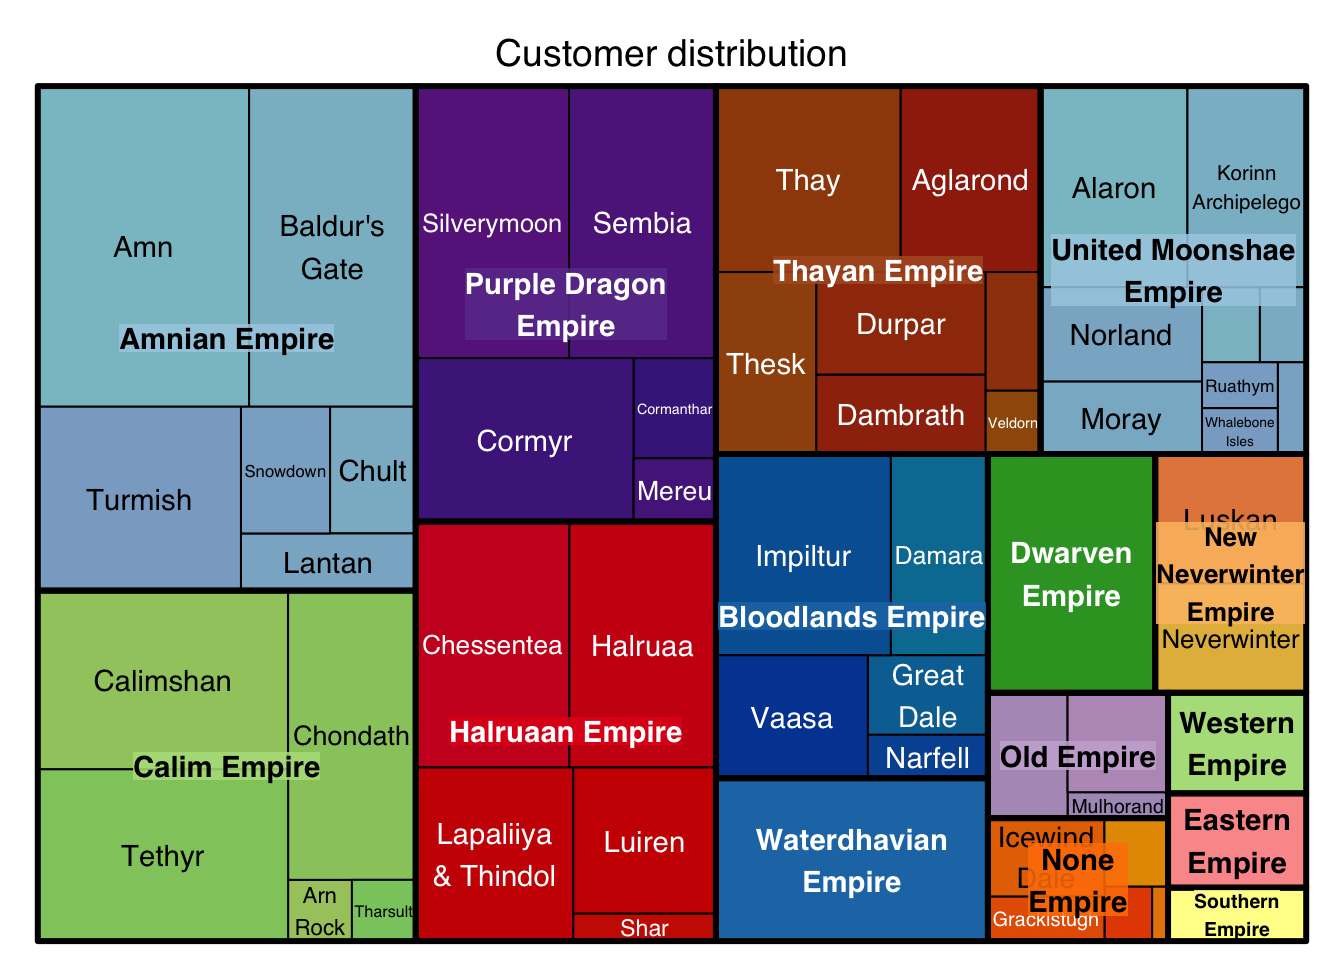 Customer distribution
Amn
Baldur's
Gate
Amnian Empire
Turmish
Snowdown
Chult
Lantan
Calimshan
Chondath
Calim Empire
Tethyr
Arn
Rock
Tharsult
Silverymoon
Sembia
Purple Dragon
Empire
Cormyr
Cormanthar
Mereu
Chessentea
Halruaa
Halruaan Empire
Lapaliiya
& Thindol
Luiren
Shar
Thay
Aglarond
Thayan Empire
Thesk
Durpar
Dambrath
Veldorn
Alaron
Korinn
Archipelego
United Moonshae
Empire
Norland
Moray
Ruathym
Whalebone
Isles
Impiltur
Damara
Bloodlands Empire
Vaasa
Great
Dale
Narfell
Waterdhavian
Empire
Dwarven
Empire
Luskan
New
Neverwinter
Empire
Neverwinter
Old Empire
Mulhorand
Western
Empire
Eastern
Empire
Southern
Empire
Icewind
Dale
None
Empire
Gracklstugh